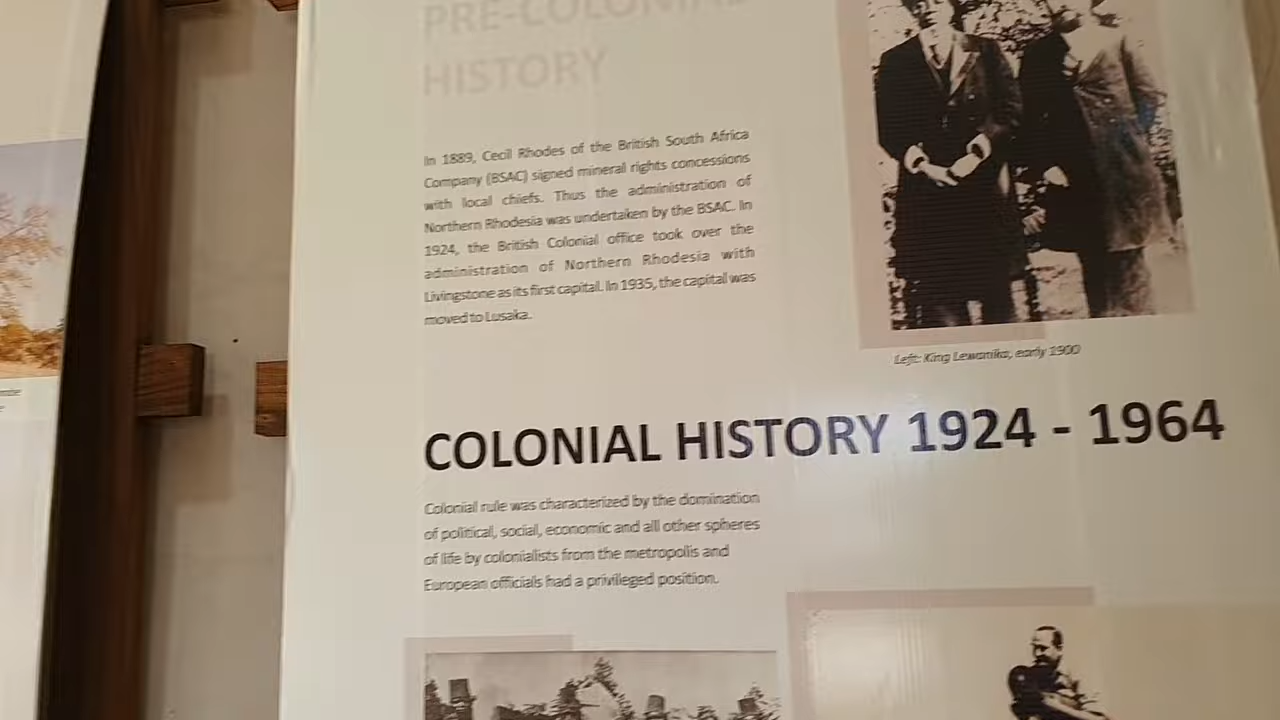 PRE-COLONIAL
HISTORY
In 1889, Cecil Rhodes of the British South Africa
Company (BSAC) signed mineral rights concessions
with local chiefs. Thus the administration of
Northern Rhodesia was undertaken by the BSAC. In
1924, the British Colonial office took over the
administration of Northern Rhodesia with
Livingstone as its first capital. In 1935, the capital was
moved to Lusaka.
Left: King Lewanika, early 1900
COLONIAL HISTORY 1924 - 1964
Colonial rule was characterized by the domination
of political, social, economic and all other spheres
of life by colonialists from the metropolis and
European officials had a privileged position.